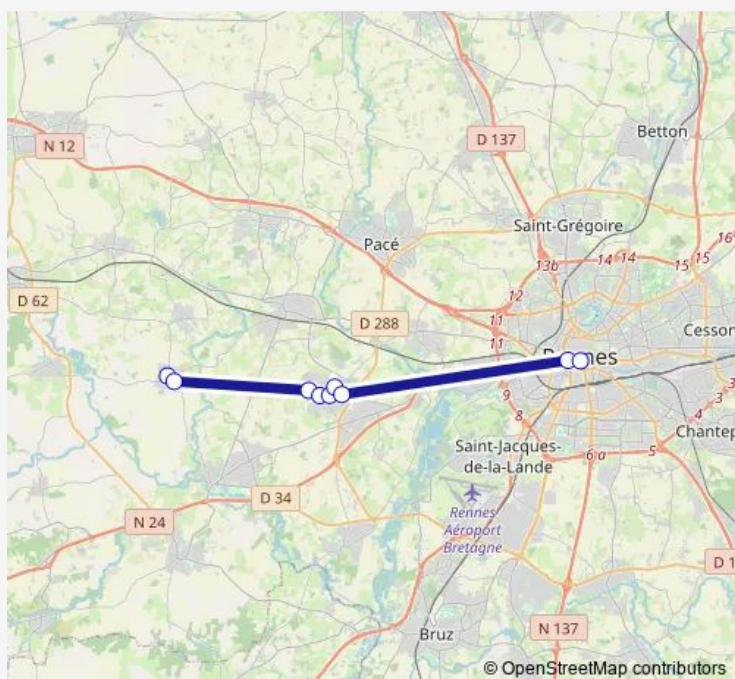 Betton
N 12
D 137
Saint-Grégoire
Pacé
13b
14
14
16
15
15
D 62
12
D 288
11
11
Cesson
9
8
3
3
Chantep
Saint-Jacques-
de-la-Lande
6 a
5
4
D 34
N 24
Rennes
Aéroport
Bretagne
D 1
Bruz
N 137
© OpenStreetMap contributors